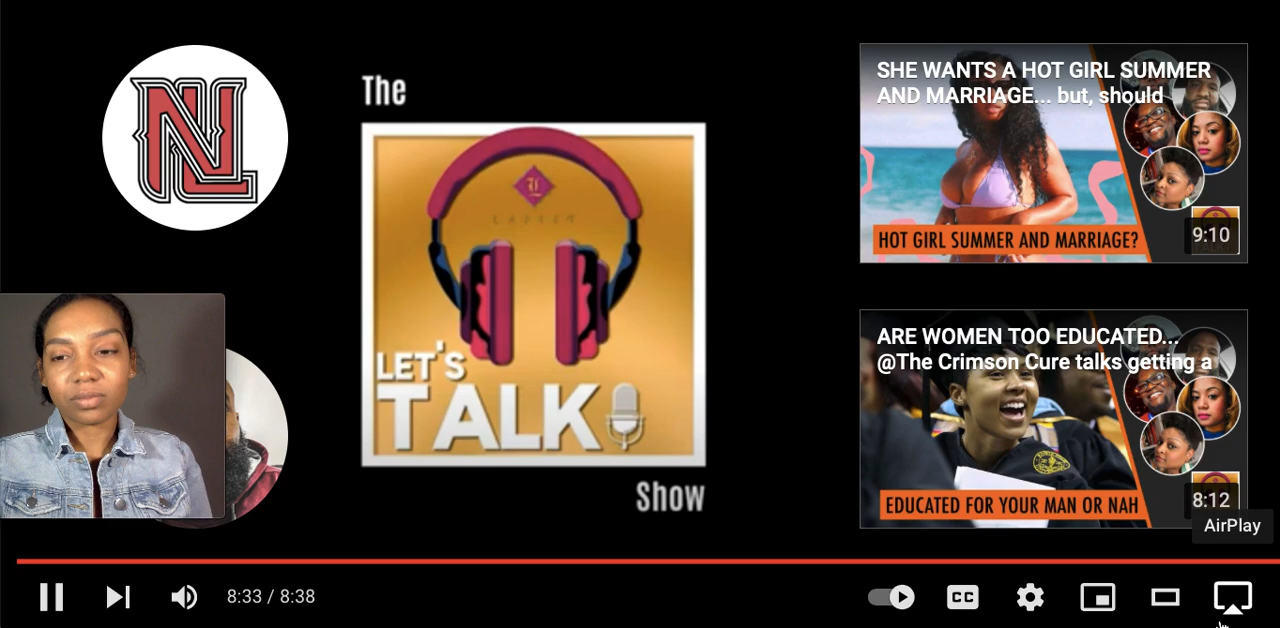 The
NL
L
LET'S
TALK
Show
SHE WANTS A HOT GIRL SUMMER
AND MARRIAGE... but, should
HOT GIRL SUMMER AND MARRIAGE?
9:10
ARE WOMEN TOO EDUCATED...
@The Crimson Cure talks getting a
EDUCATED FOR YOUR MAN OR NAH
8:12
AirPlay
8:33 / 8:38
CC